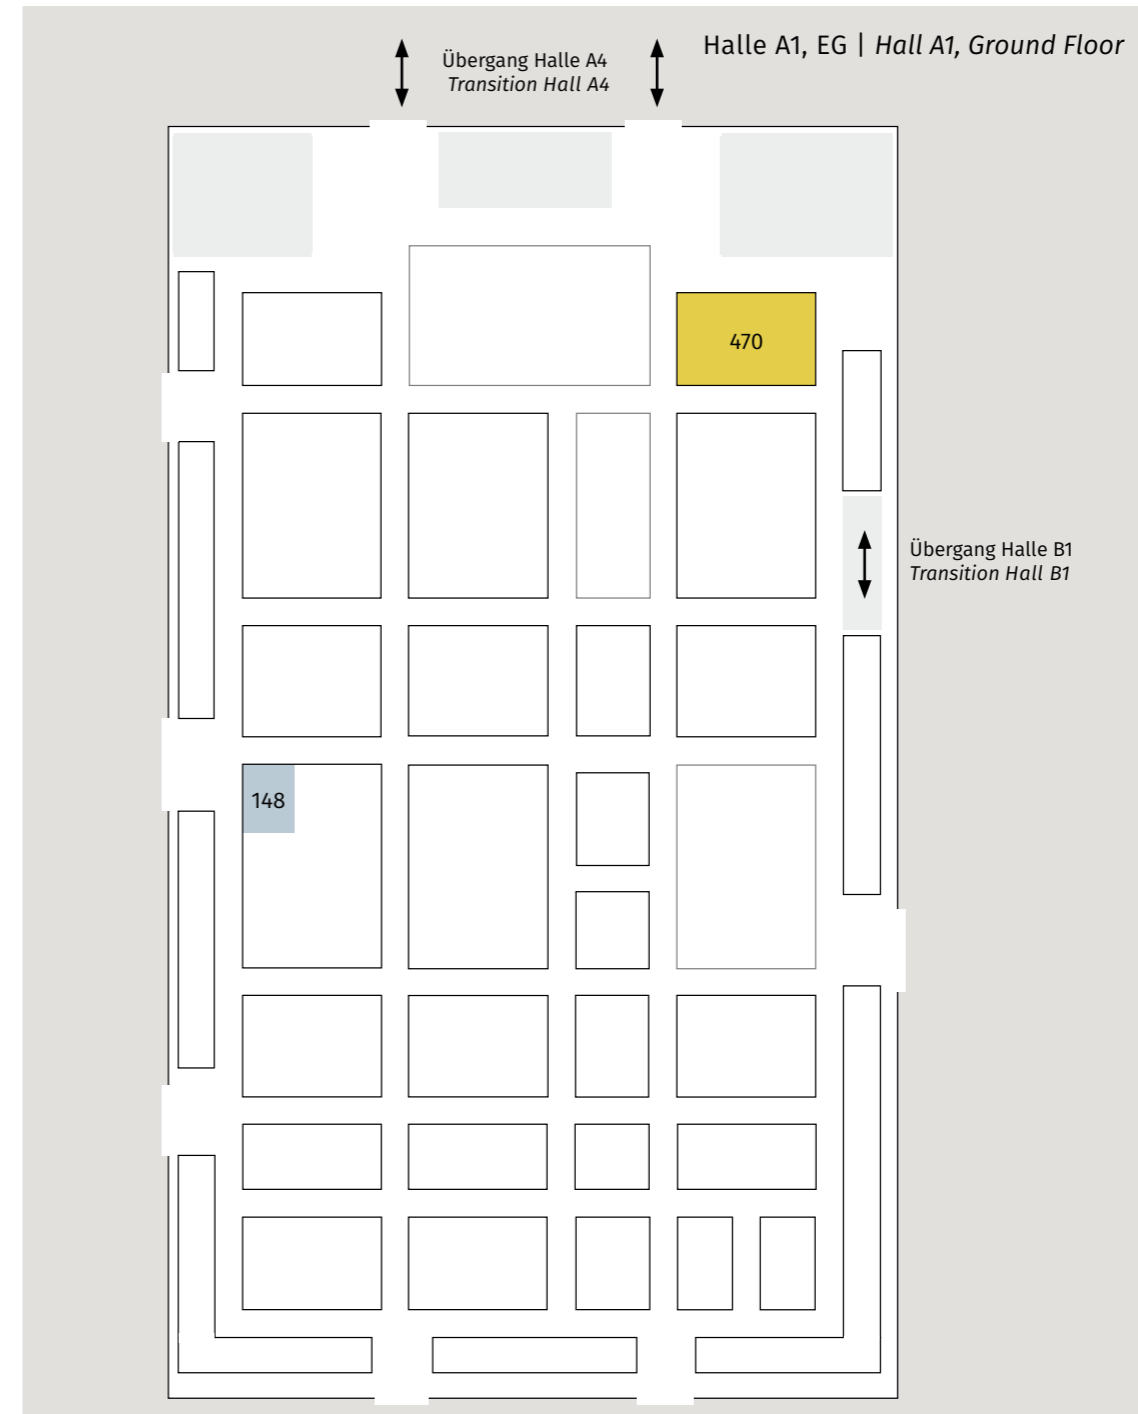 Halle A1, EG | Hall A1, Ground Floor
Übergang Halle A4
Transition Hall A4
470
Übergang Halle B1
Transition Hall B1
148